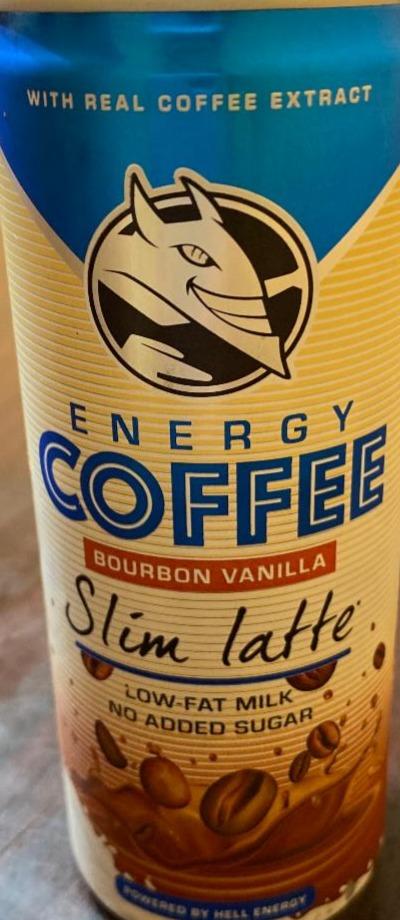 WITH REAL COFFEE EXTRACT
ENERGY
COFFEE
BOURBON VANILLA
Slim latte
LOW-FAT MILK
NO ADDED SUGAR
POWERED BY HELL ENERGY